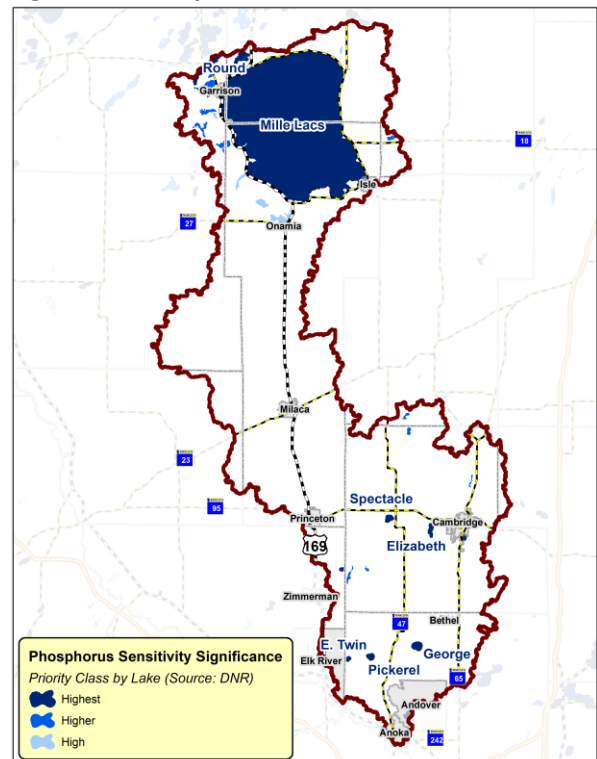 Round
Garrison
Mille Lacs
18
Isle
27
Onamia
Milaca
23
95
Spectacle
Princeton
Cambridge
Elizabeth
169
Zimmerman
47
Bethel
E. Twin
George
Elk River
Pickerel
65
Andover
Anoka
242
Phosphorus Sensitivity Significance
Priority Class by Lake (Source: DNR)
Highest
Higher
High